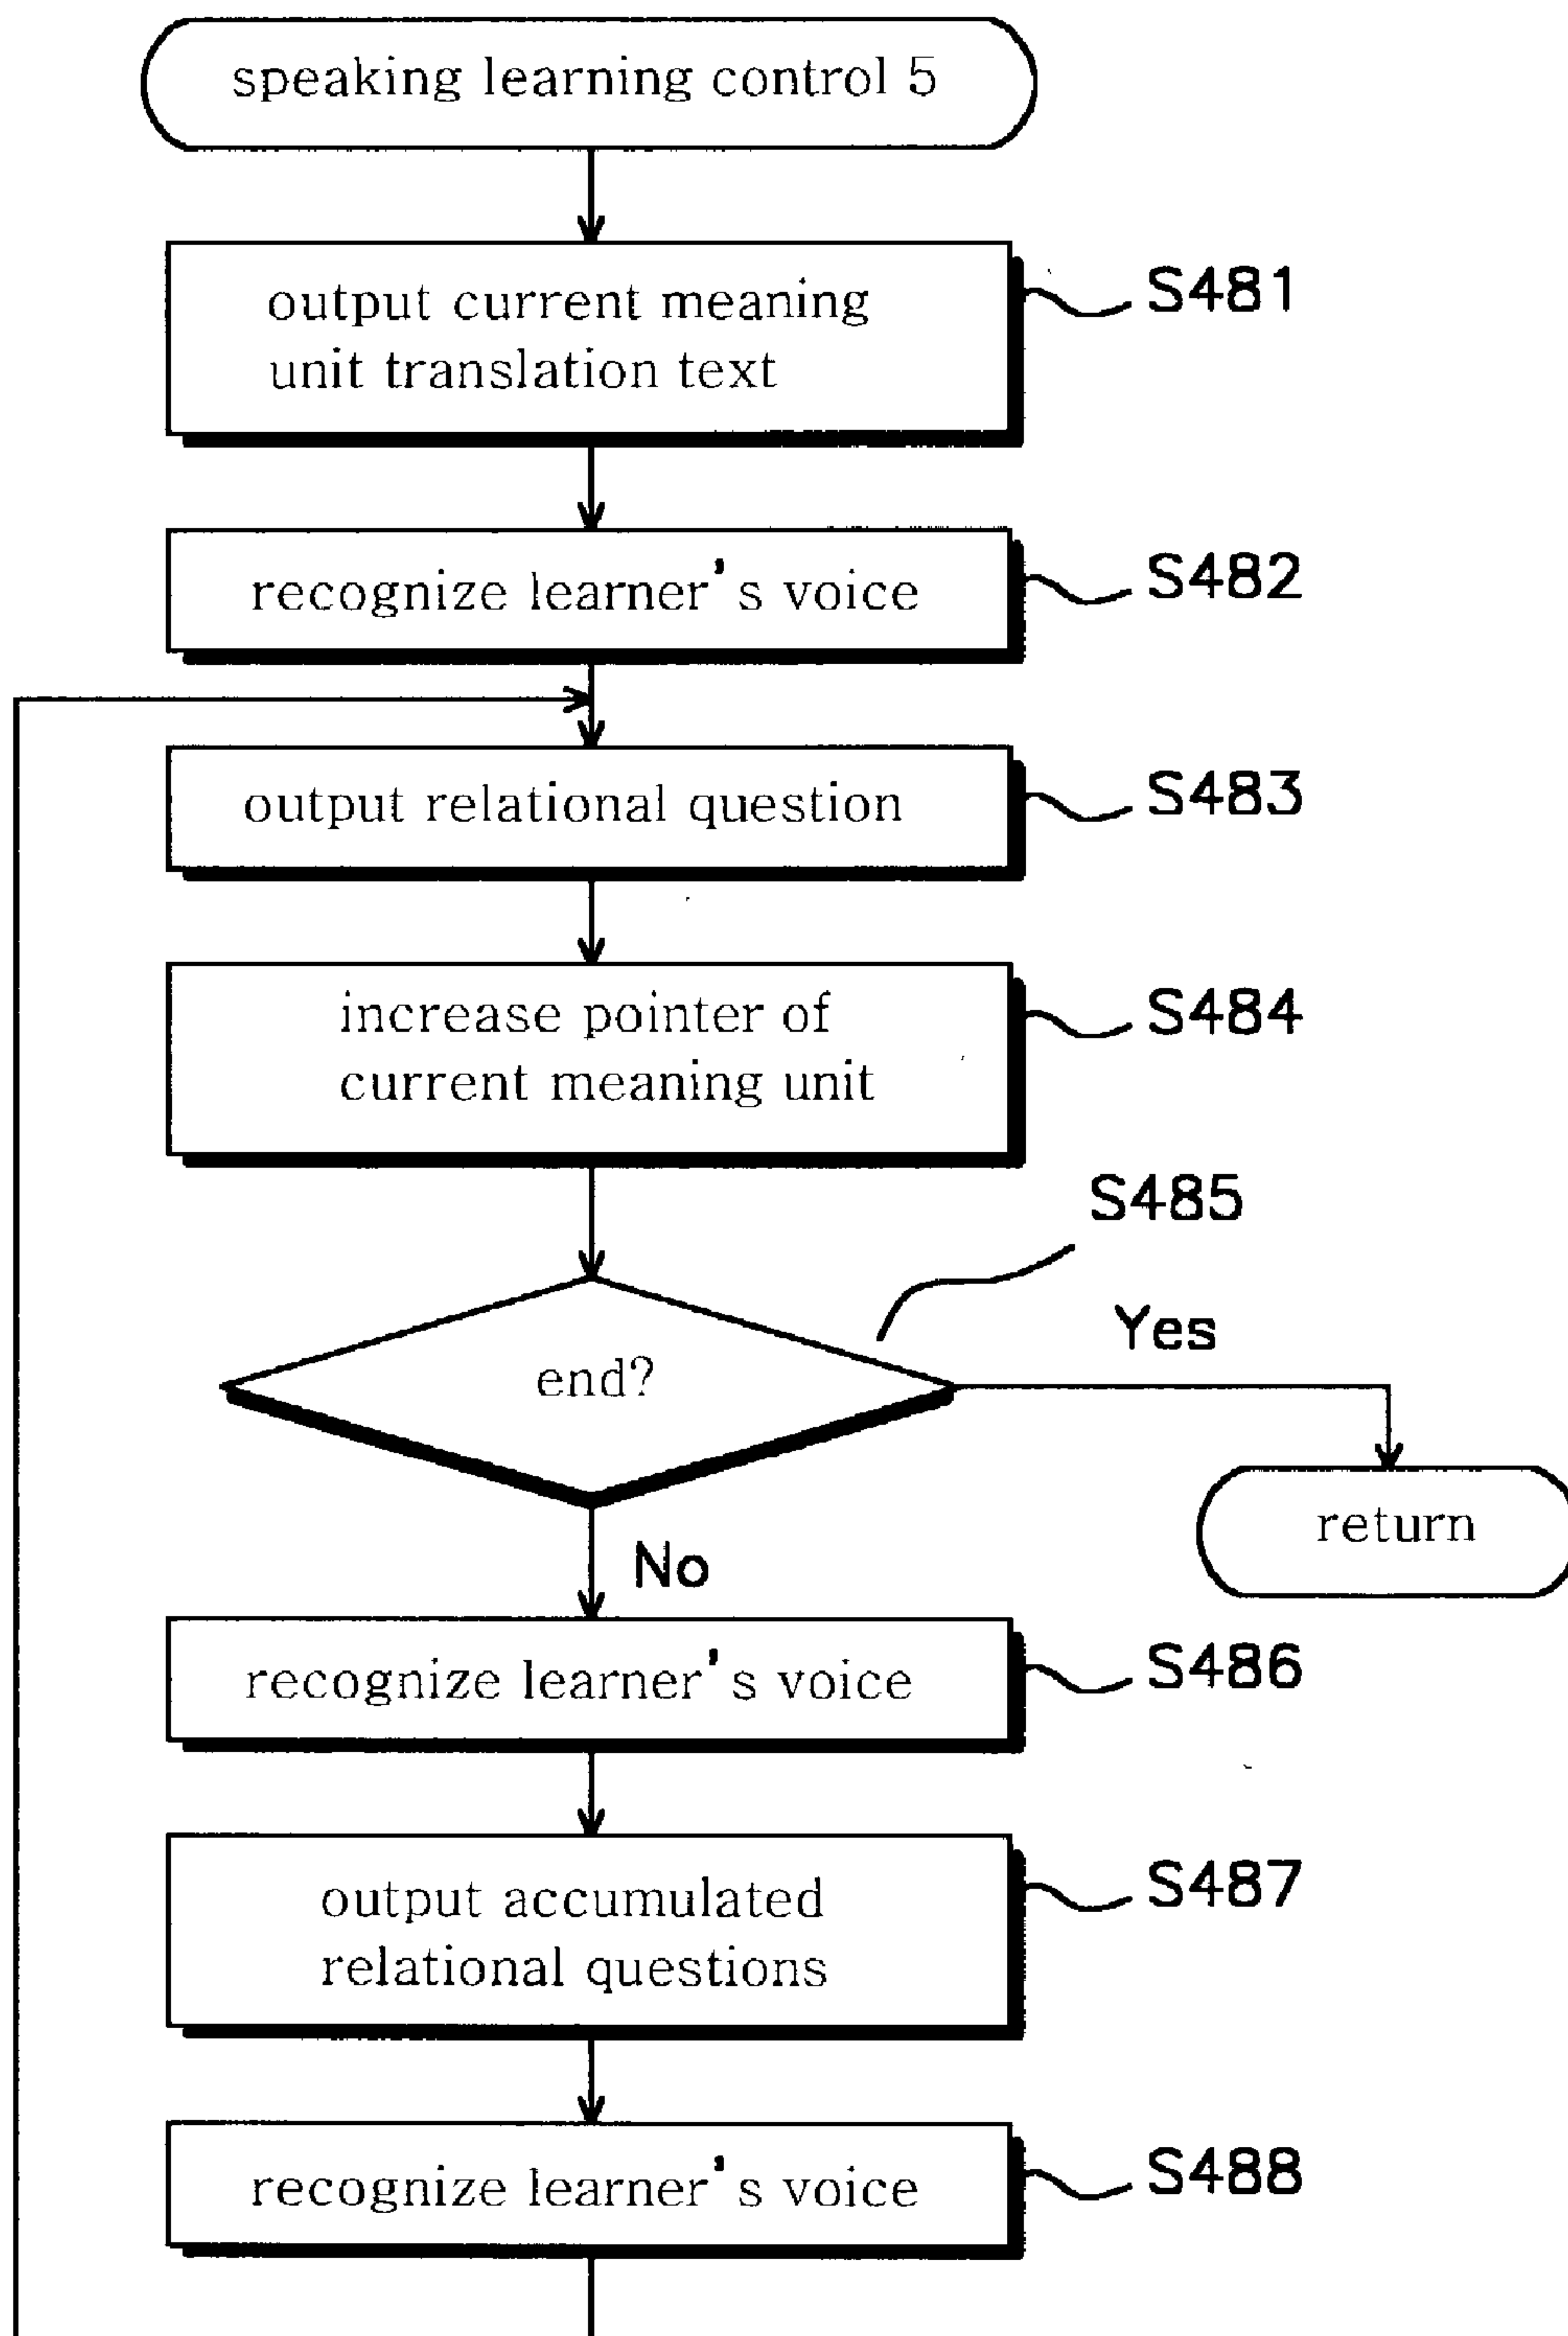 speaking learning control 5
output current meaning
unit translation text
S481
recognize learner's voice
S482
output relational question
S483
increase pointer of
current meaning unit
S484
S485
end?
Yes
return
No
recognize learner's voice
S486
output accumulated
relational questions
S487
recognize learner's voice
S488